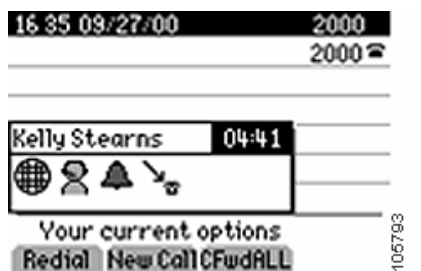 16 35 09/27/00 2000
2000
Kelly Stearns 04:41
Your current options
Redial New Call CFwdALL
105793